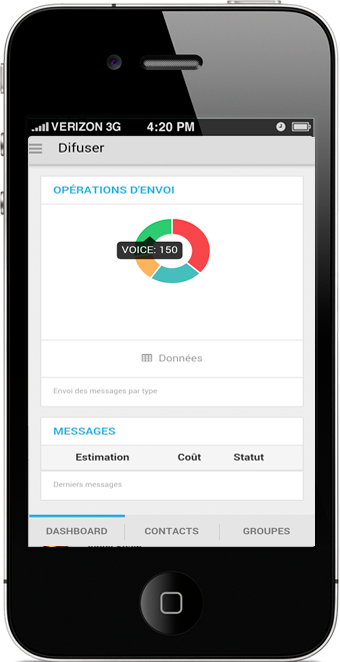 VERIZON 3G 4:20 PM
Difuser
OPÉRATIONS D'ENVOI
VOICE: 150
Données
Envoi des messages par type
MESSAGES
Estimation Coût Statut
Derniers messages
DASHBOARD CONTACTS GROUPES